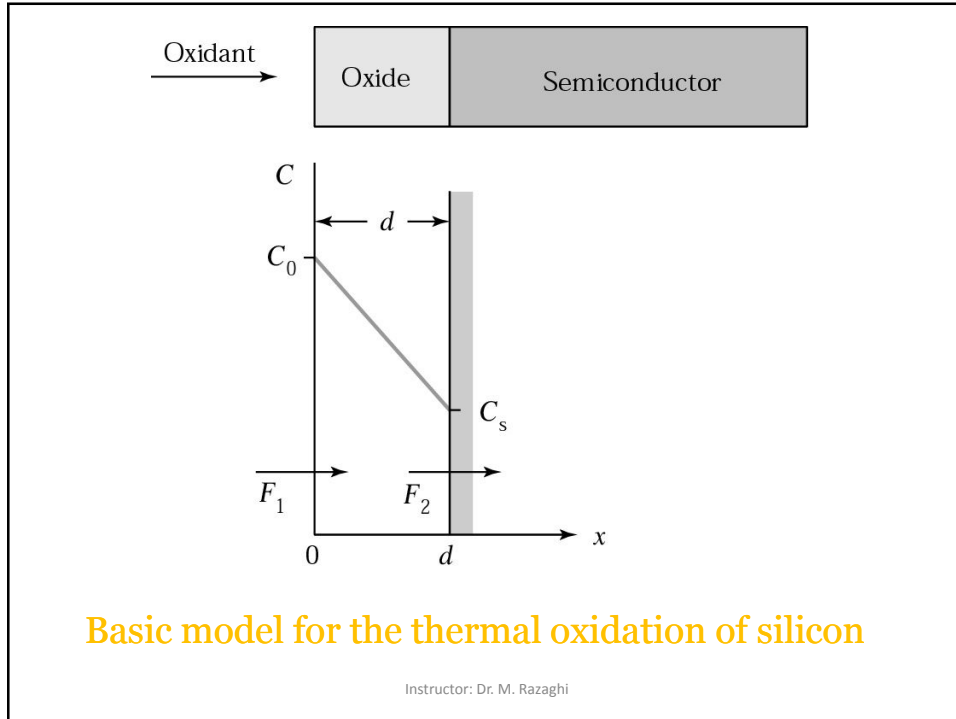 Oxidant
Oxide
Semiconductor
C
d
C₀
Cₛ
F₁
F₂
x
0
d
Basic model for the thermal oxidation of silicon
Instructor: Dr. M. Razaghi